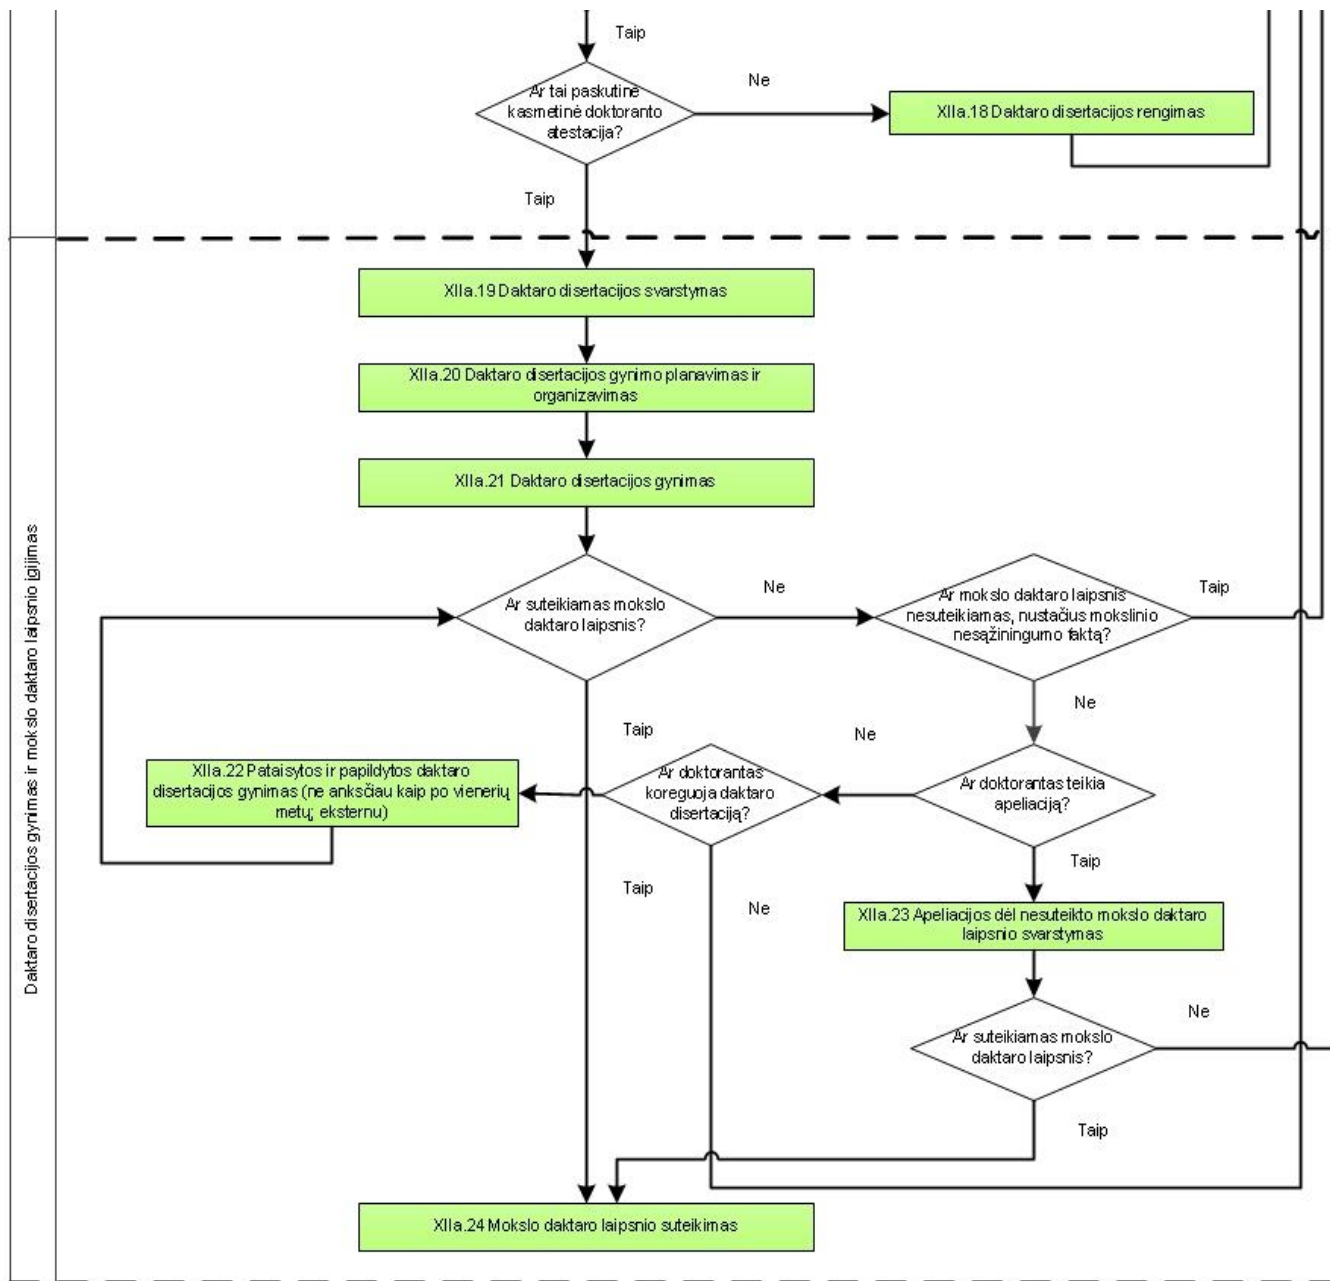 Taip
Ar tai paskutinė
kasmetinė doktoranto
atestacija?
Ne
XIIa.18 Daktaro disertacijos rengimas
Taip
Daktaro disertacijos gynimas ir mokslo daktaro laipsnio įgijimas
XIIa.19 Daktaro disertacijos svarstymas
XIIa.20 Daktaro disertacijos gynimo planavimas ir
organizavimas
XIIa.21 Daktaro disertacijos gynimas
Ar suteikiamas mokslo
daktaro laipsnis?
Ne
Ar mokslo daktaro laipsnis
nesuteikiamas, nustačius mokslinio
nesąžiningumo faktą?
Taip
Ne
Taip
Ne
XIIa.22 Pataisytos ir papildytos daktaro
disertacijos gynimas (ne anksčiau kaip po vienerių
metų; eksternu)
Ar doktorantas
koreguoja daktaro
disertaciją?
Ar doktorantas teikia
apeliaciją?
Taip
Taip
Ne
XIIa.23 Apeliacijos dėl nesuteikto mokslo daktaro
laipsnio svarstymas
Ar suteikiamas mokslo
daktaro laipsnis?
Ne
Taip
XIIa.24 Mokslo daktaro laipsnio suteikimas